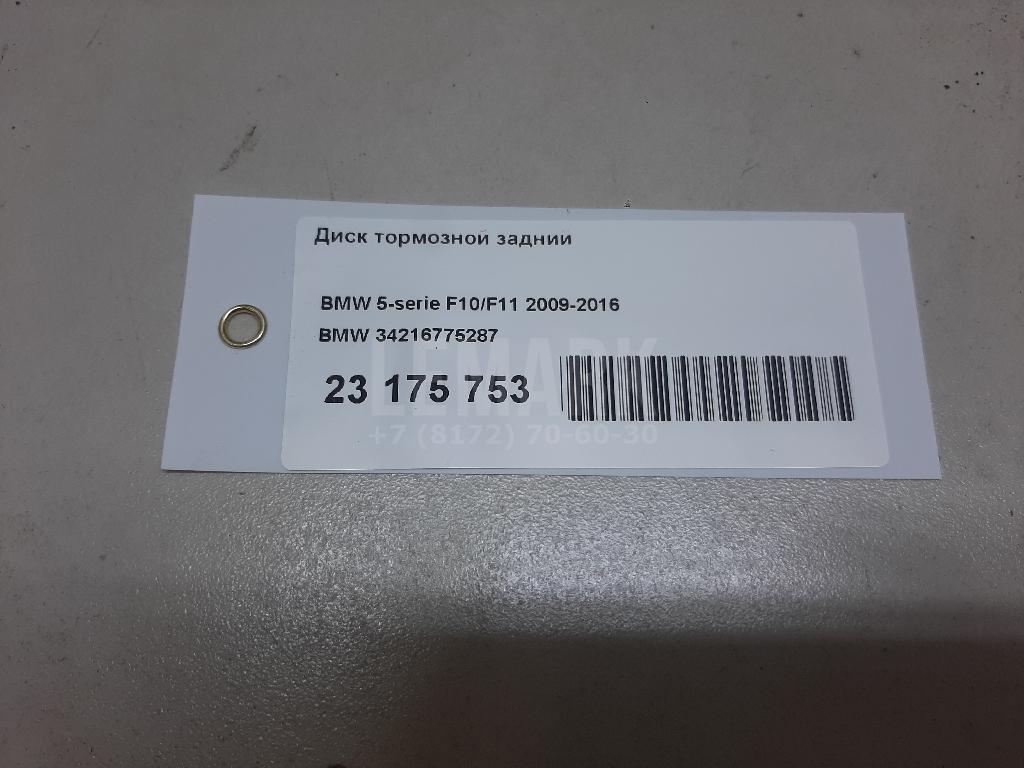 Диск тормозной задний
BMW 5-serie F10/F11 2009-2016
BMW 34216775287
23 175 753
LEMARK
+7 (8172) 70-60-30